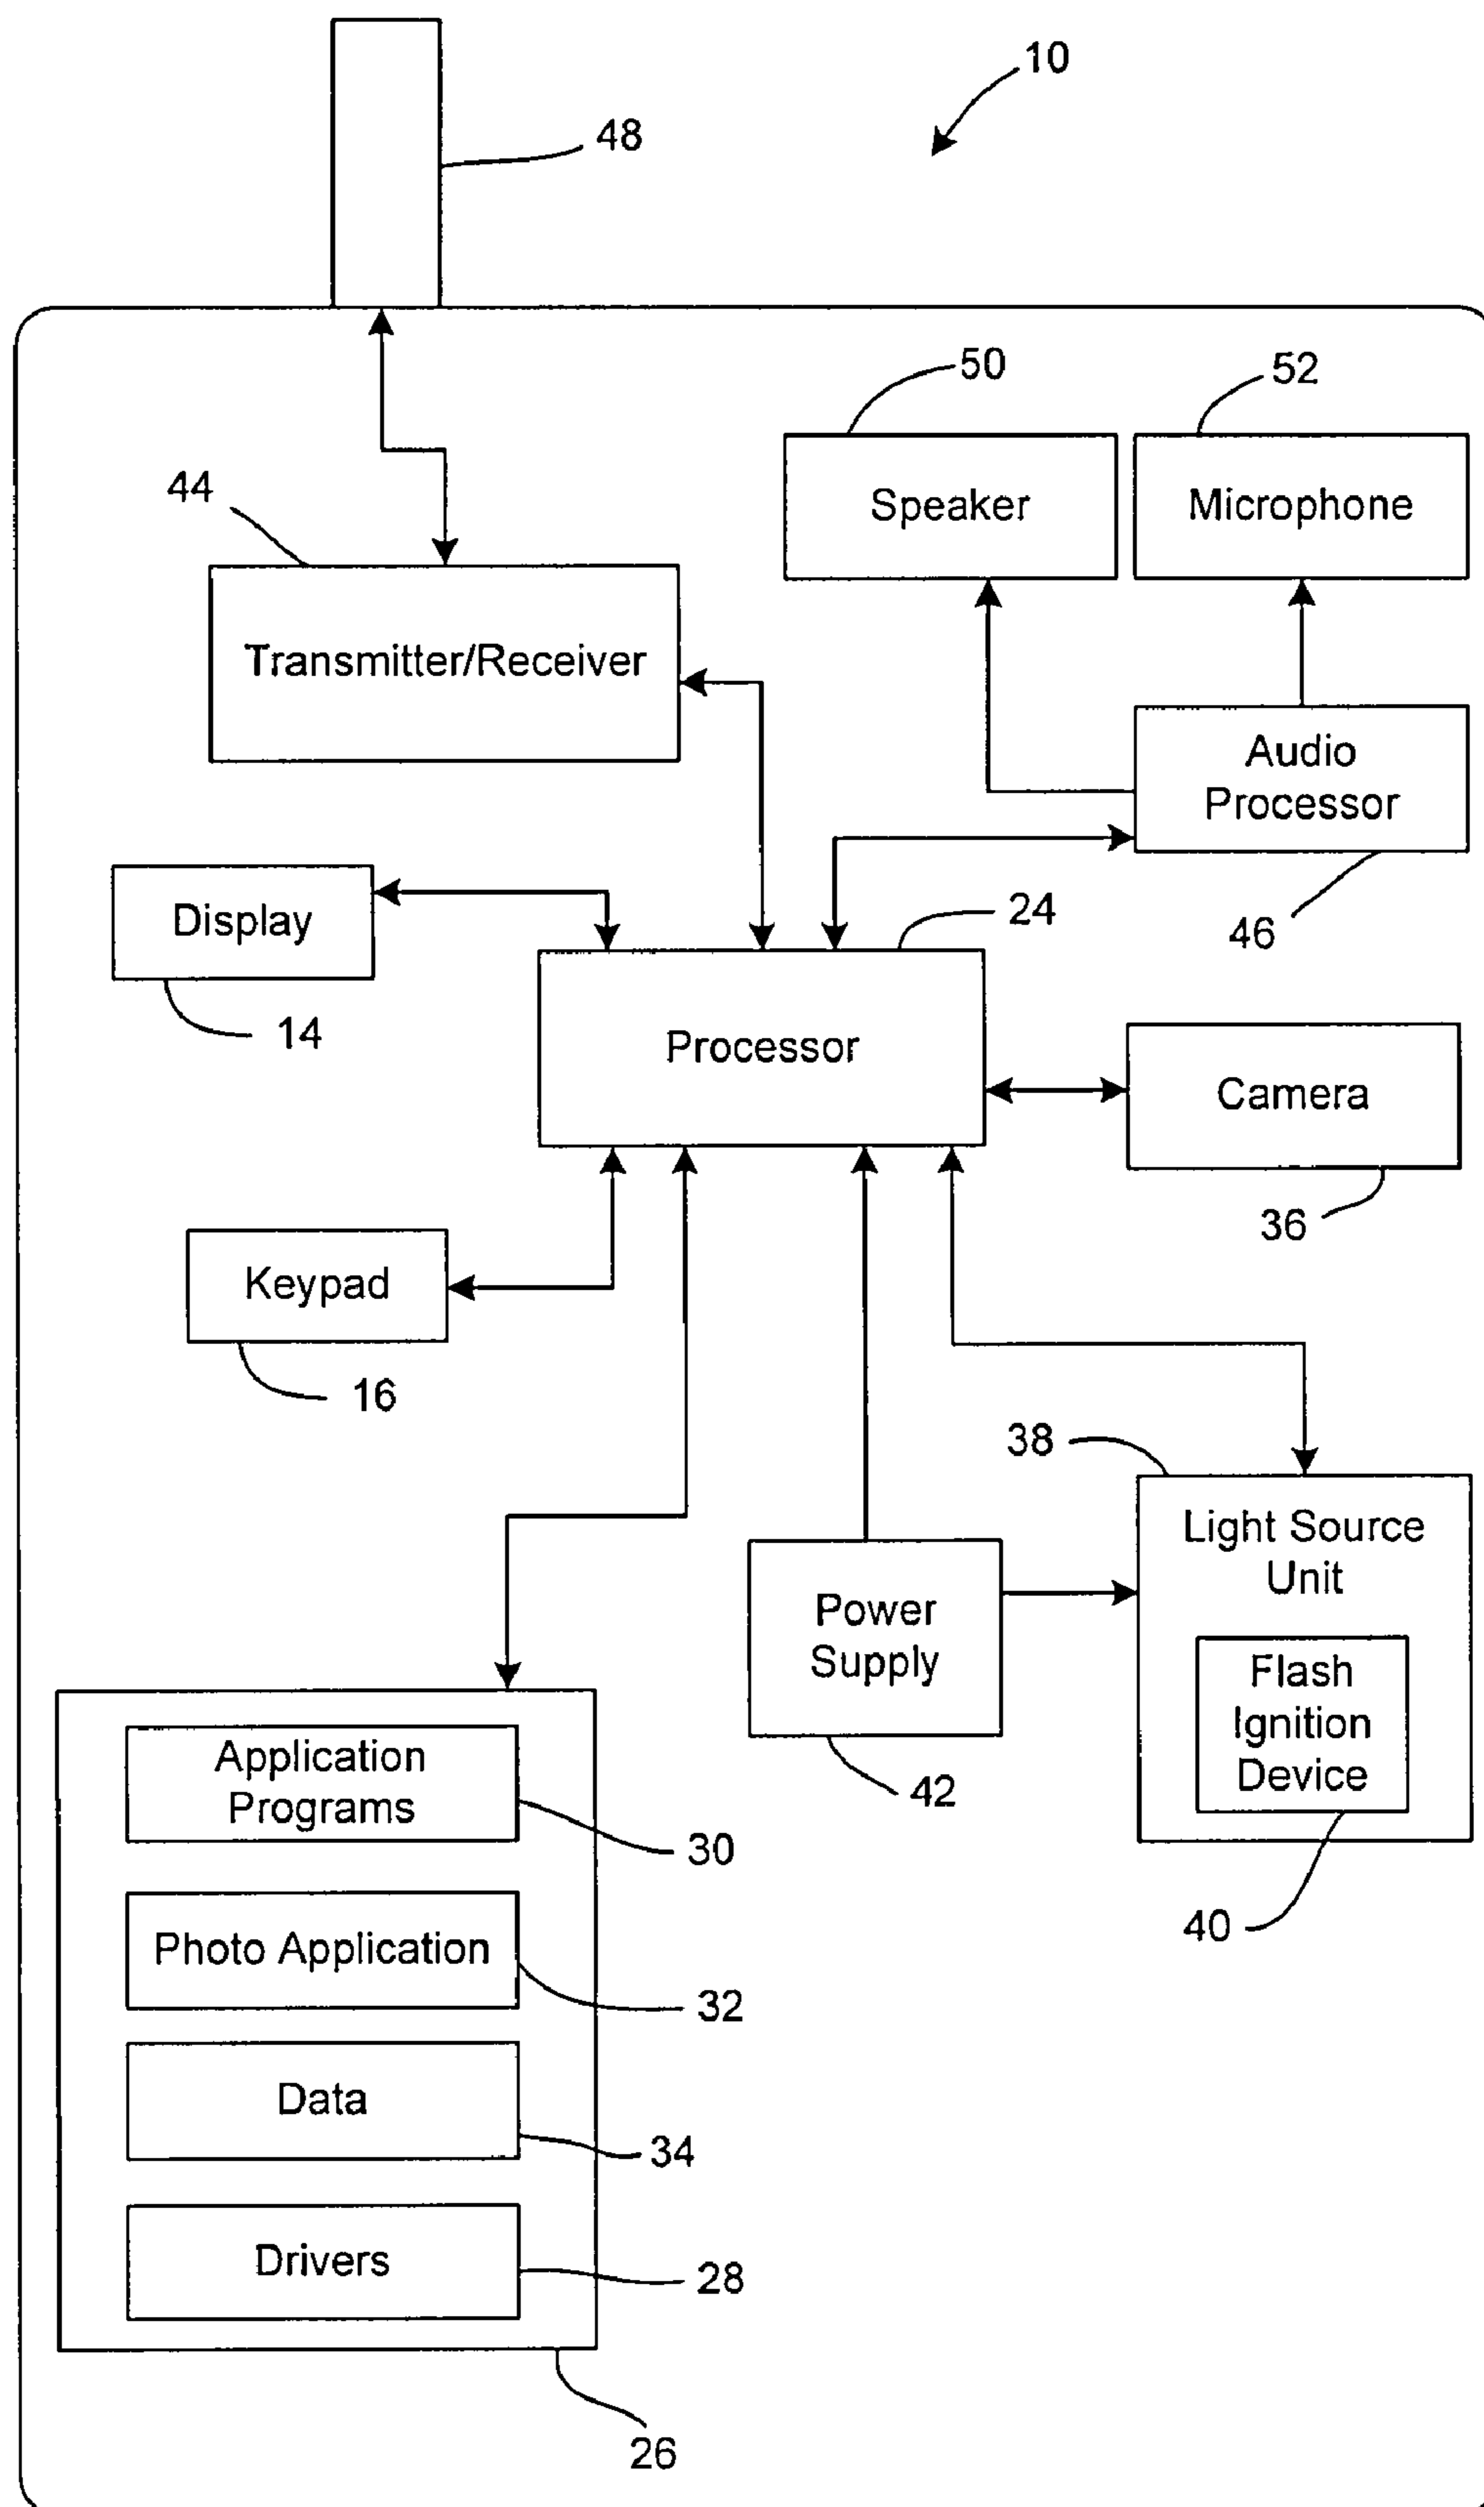 10
48
50
52
44
Speaker
Microphone
Transmitter/Receiver
Audio
Processor
Display
24
46
14
Processor
Camera
36
Keypad
16
38
Light Source
Unit
Power
Supply
Flash
Ignition
Device
42
Application
Programs
30
40
Photo Application
32
Data
34
Drivers
28
26